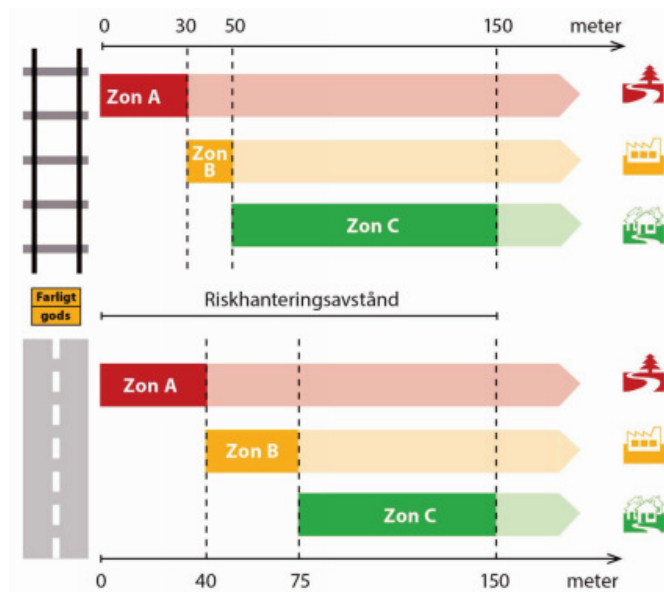 0 30 50 150 meter
Zon A
Zon
B
Zon C
Farligt
gods
Riskhanteringsavstånd
Zon A
Zon B
Zon C
0 40 75 150 meter